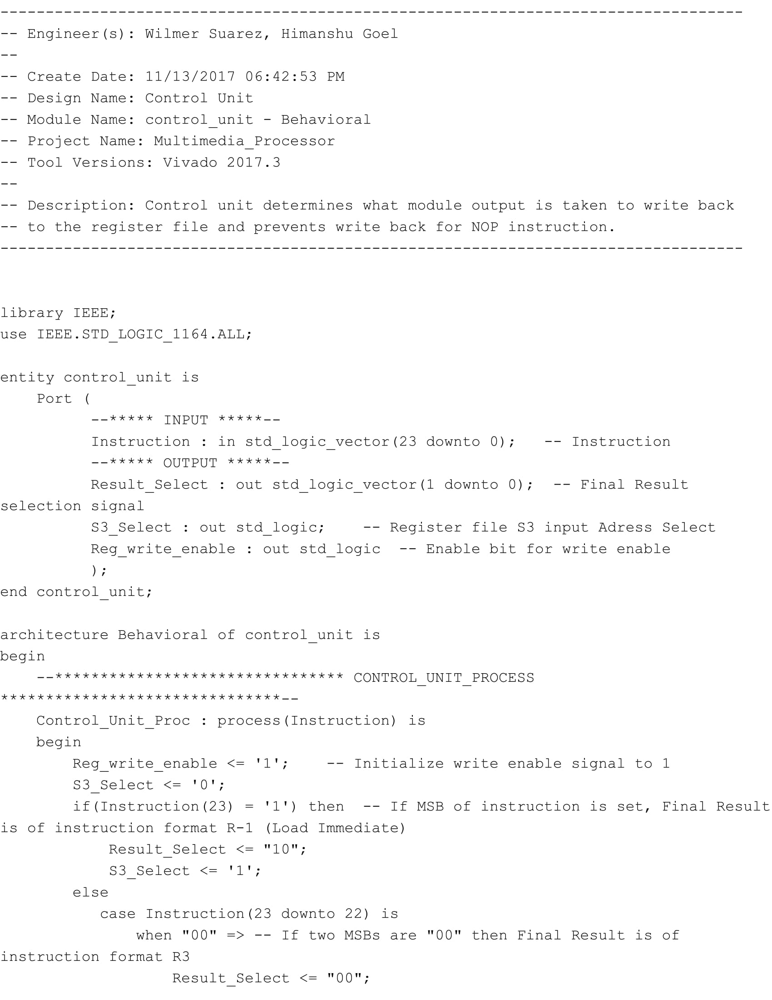 ----------------------------------------------------------------------------------
-- Engineer(s): Wilmer Suarez, Himanshu Goel
--
-- Create Date: 11/13/2017 06:42:53 PM
-- Design Name: Control Unit
-- Module Name: control_unit - Behavioral
-- Project Name: Multimedia_Processor
-- Tool Versions: Vivado 2017.3
--
-- Description: Control unit determines what module output is taken to write back
-- to the register file and prevents write back for NOP instruction.
----------------------------------------------------------------------------------
library IEEE;
use IEEE.STD_LOGIC_1164.ALL;
entity control_unit is
    Port (
          --***** INPUT *****--
          Instruction : in std_logic_vector(23 downto 0);   -- Instruction
          --***** OUTPUT *****--
          Result_Select : out std_logic_vector(1 downto 0);  -- Final Result
selection signal
          S3_Select : out std_logic;    -- Register file S3 input Adress Select
          Reg_write_enable : out std_logic  -- Enable bit for write enable
          );
end control_unit;
architecture Behavioral of control_unit is
begin
    --******************************** CONTROL_UNIT_PROCESS
*******************************--
    Control_Unit_Proc : process(Instruction) is
    begin
        Reg_write_enable <= '1';    -- Initialize write enable signal to 1
        S3_Select <= '0';
        if(Instruction(23) = '1') then  -- If MSB of instruction is set, Final Result
is of instruction format R-1 (Load Immediate)
            Result_Select <= "10";
            S3_Select <= '1';
        else
           case Instruction(23 downto 22) is
               when "00" => -- If two MSBs are "00" then Final Result is of
instruction format R3
                   Result_Select <= "00";